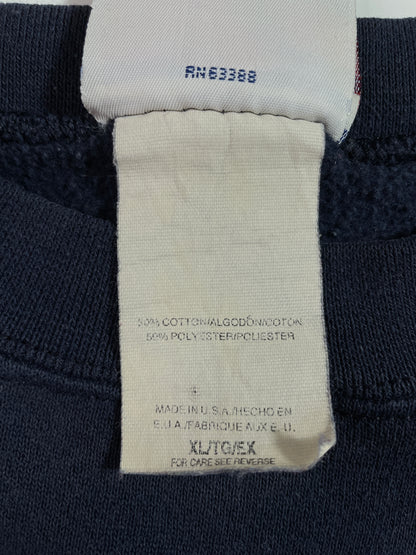 RN 63388
50% COTTON/ALGODÓN/COTON
50% POLYESTER/POLIESTER
MADE IN U.S.A./HECHO EN
E.U.A./FABRIQUE AUX E.U.
XL/TG/EX
FOR CARE SEE REVERSE